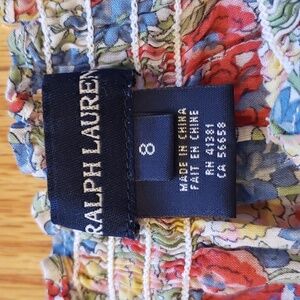 RALPH LAUREN
8
MADE IN CHINA
FAIT EN CHINE
RN 41381
CA 56658